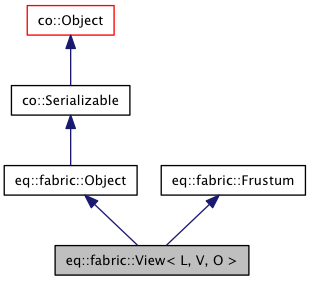 co::Object
co::Serializable
eq::fabric::Object
eq::fabric::Frustum
eq::fabric::View< L, V, O >